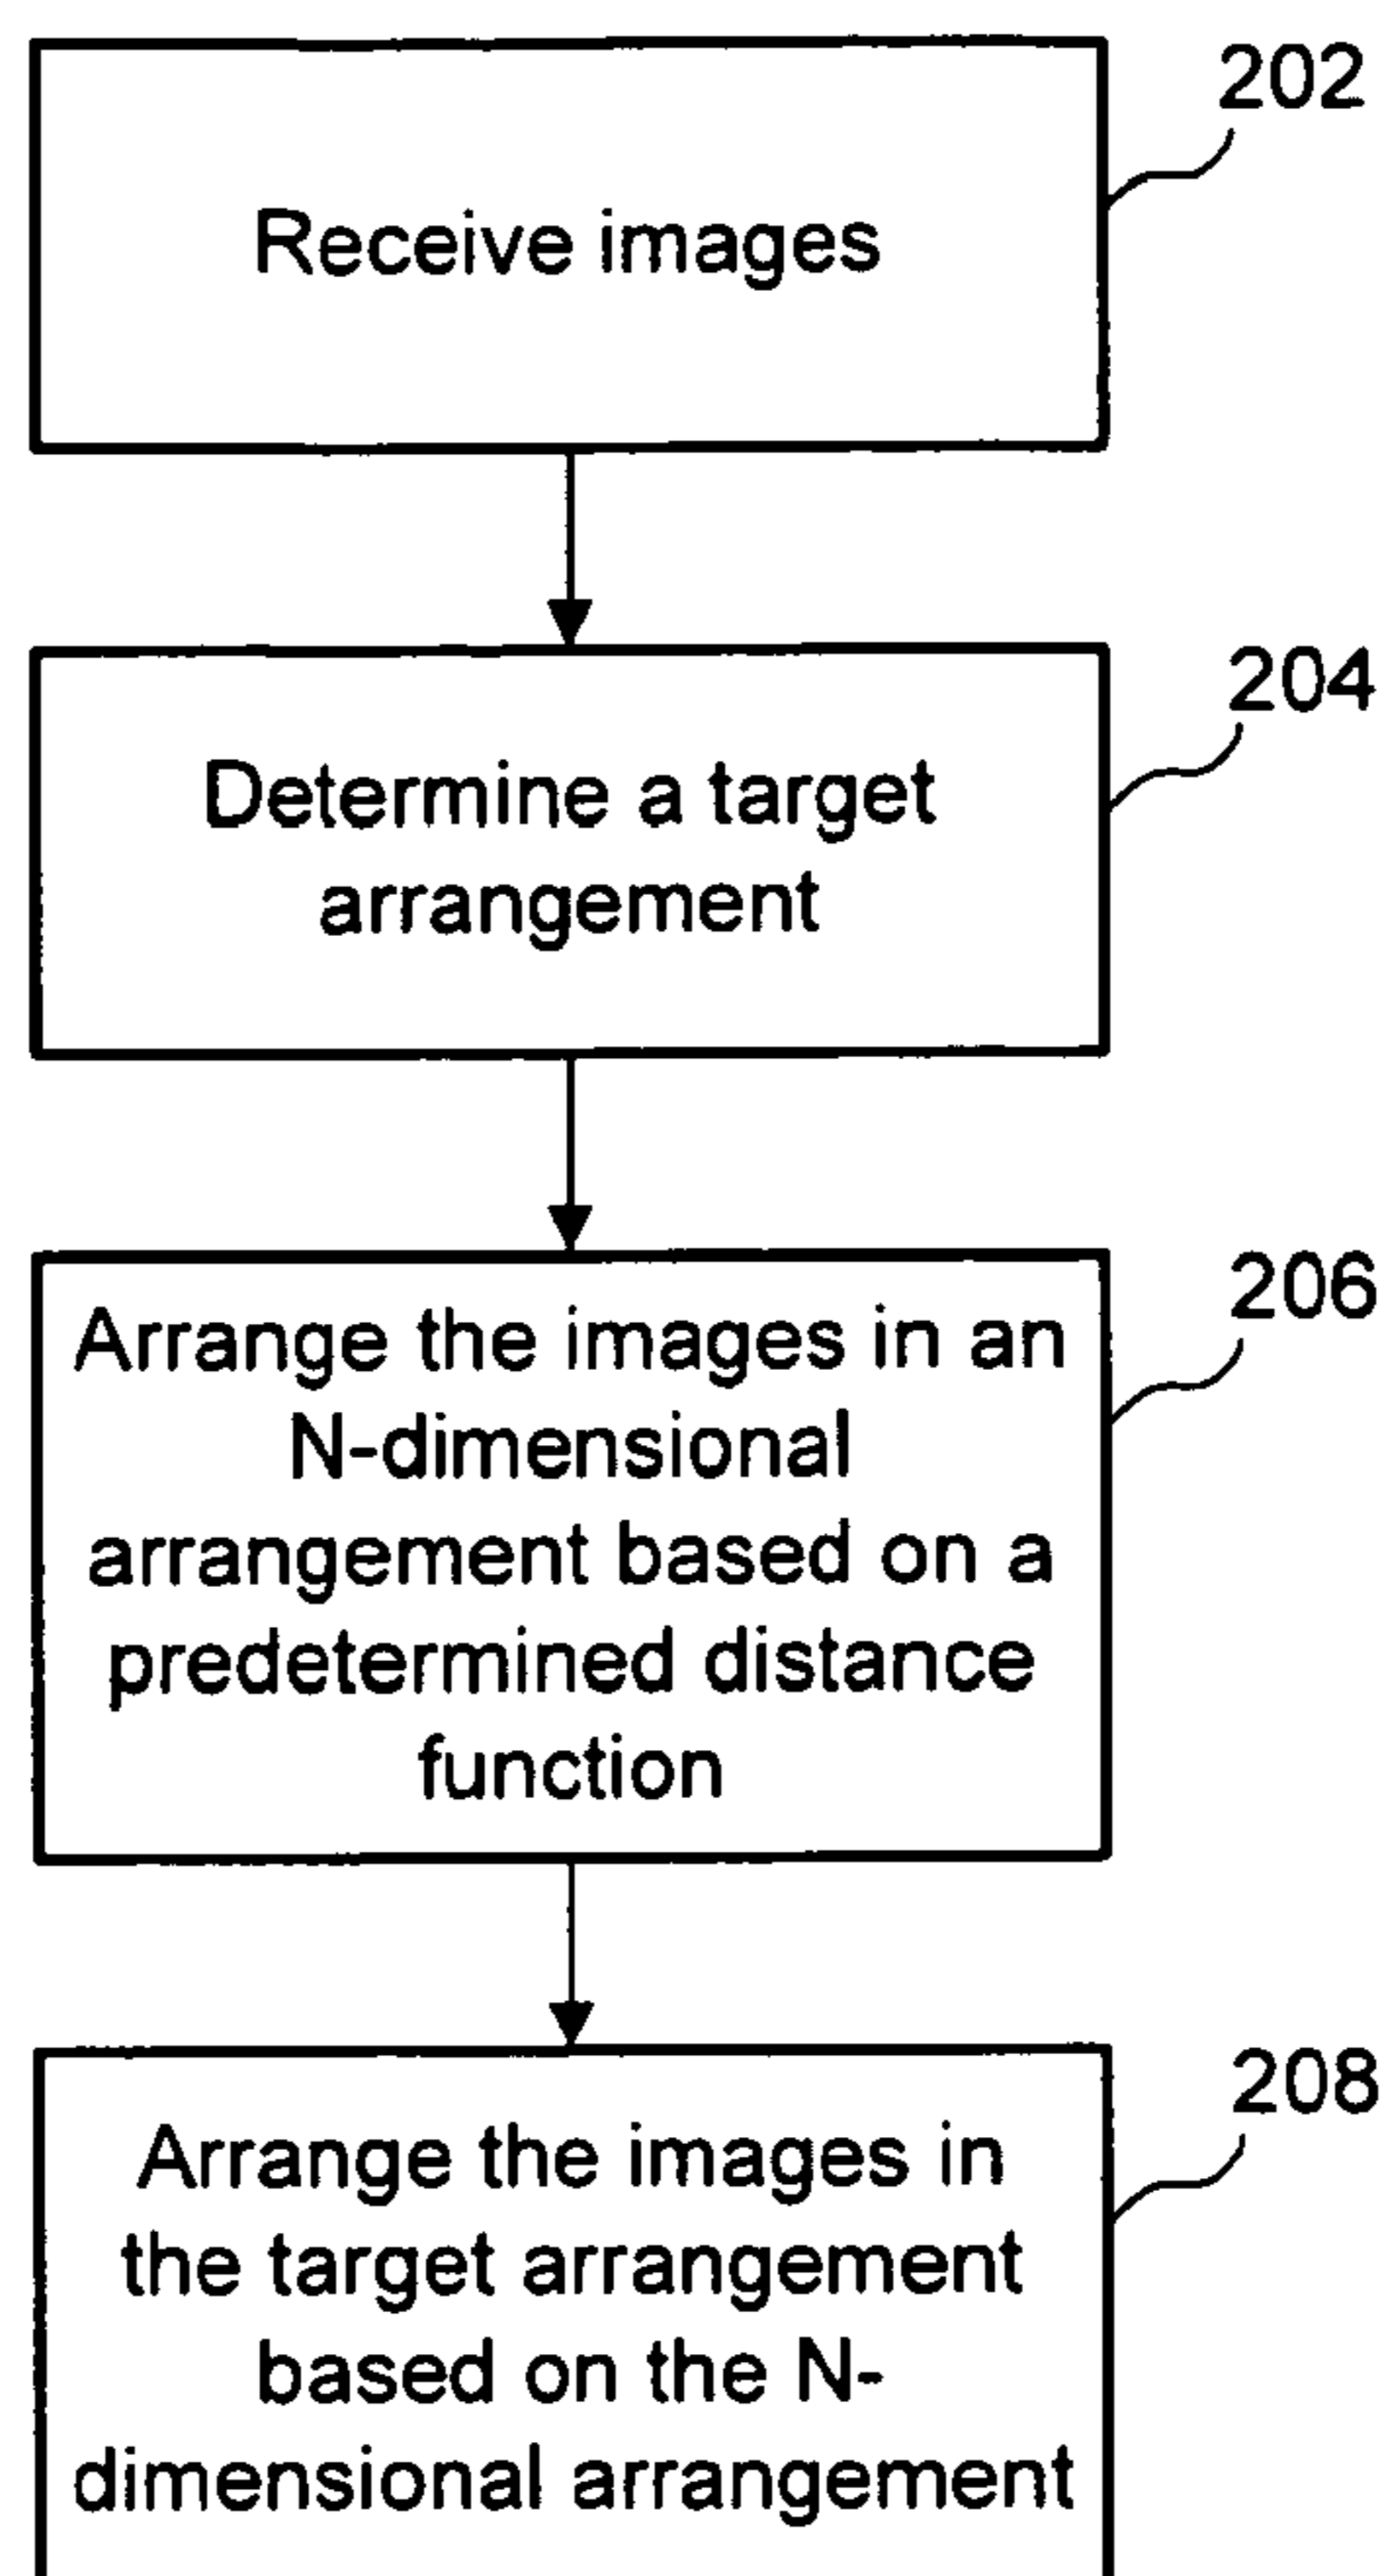 202
Receive images
204
Determine a target
arrangement
206
Arrange the images in an
N-dimensional
arrangement based on a
predetermined distance
function
208
Arrange the images in
the target arrangement
based on the N-
dimensional arrangement